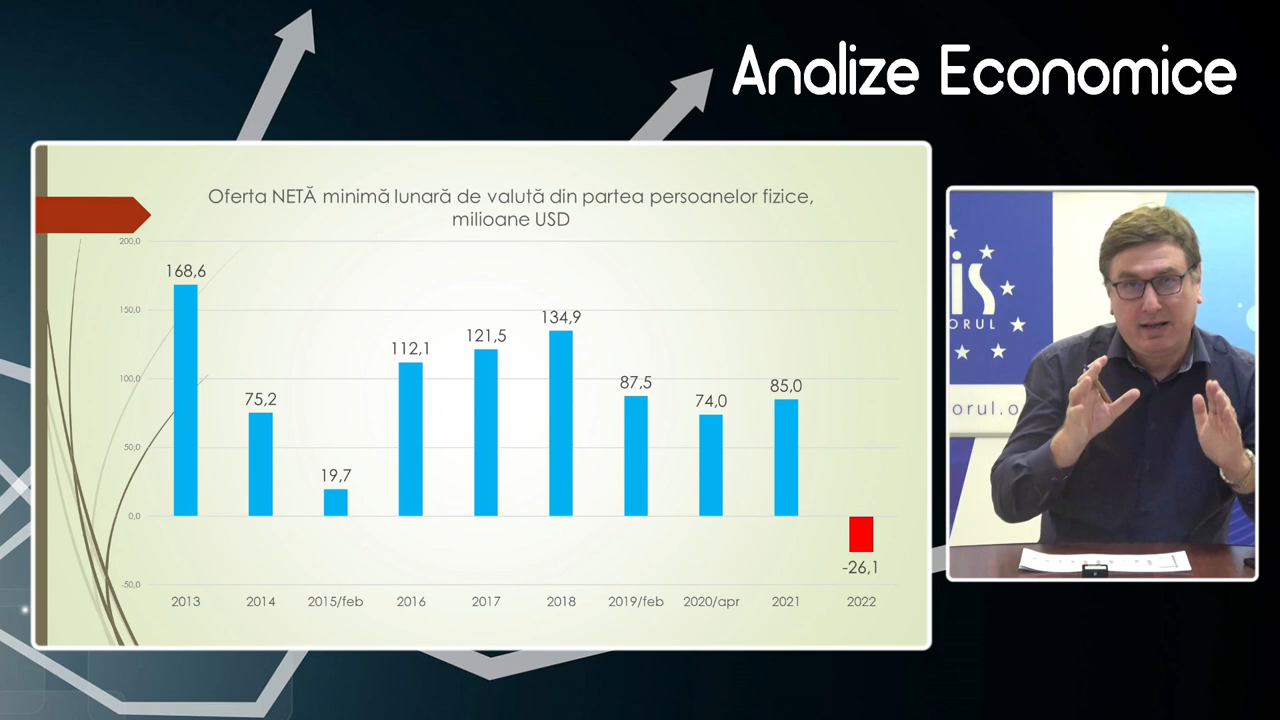 Analize Economice
Oferta NETĂ minimă lunară de valută din partea persoanelor fizice,
milioane USD
200,0
150,0
100,0
50,0
0,0
-50,0
168,6
75,2
19,7
112,1
121,5
134,9
87,5
74,0
85,0
-26,1
2013
2014
2015/feb
2016
2017
2018
2019/feb
2020/apr
2021
2022
is
ORUL
orul.o